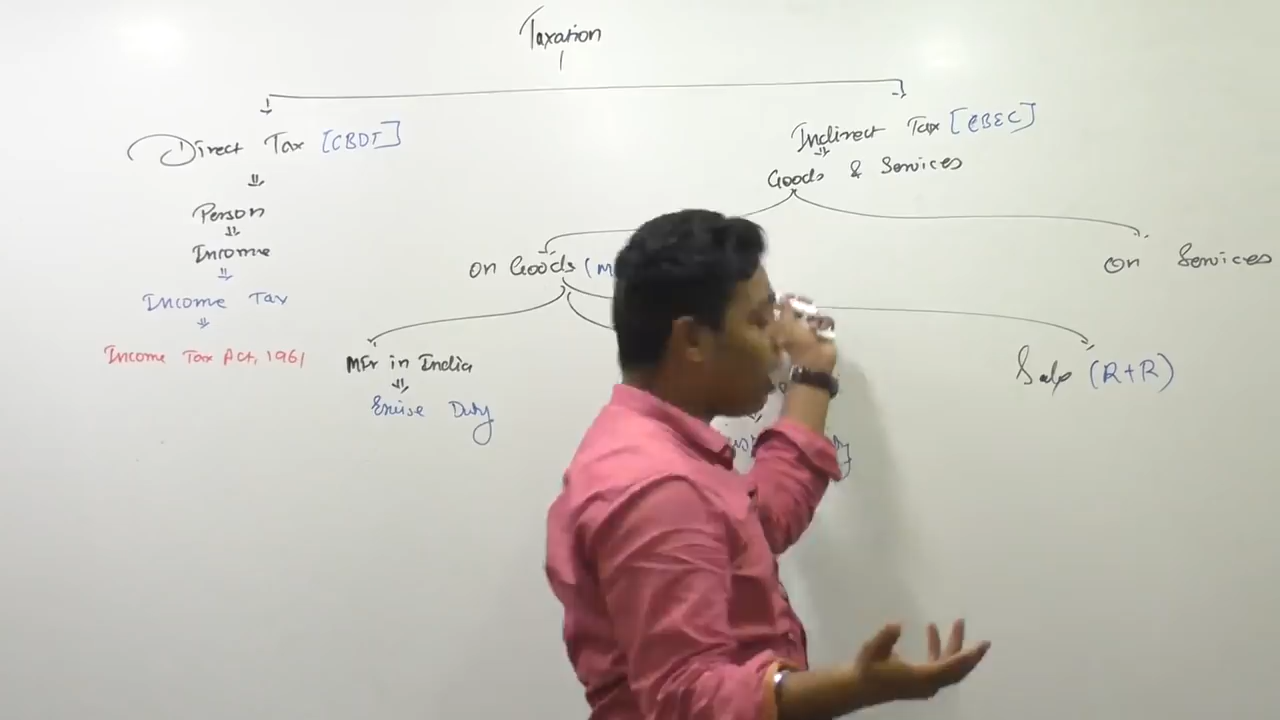 Taxation
Direct Tax [CBDT]
Indirect Tax [CBEC]
Goods & Services
Person
Income
Income Tax
Income Tax Act, 1961
On Goods (M
On Services
MFr in India
Excise Duty
Sale (R+R)